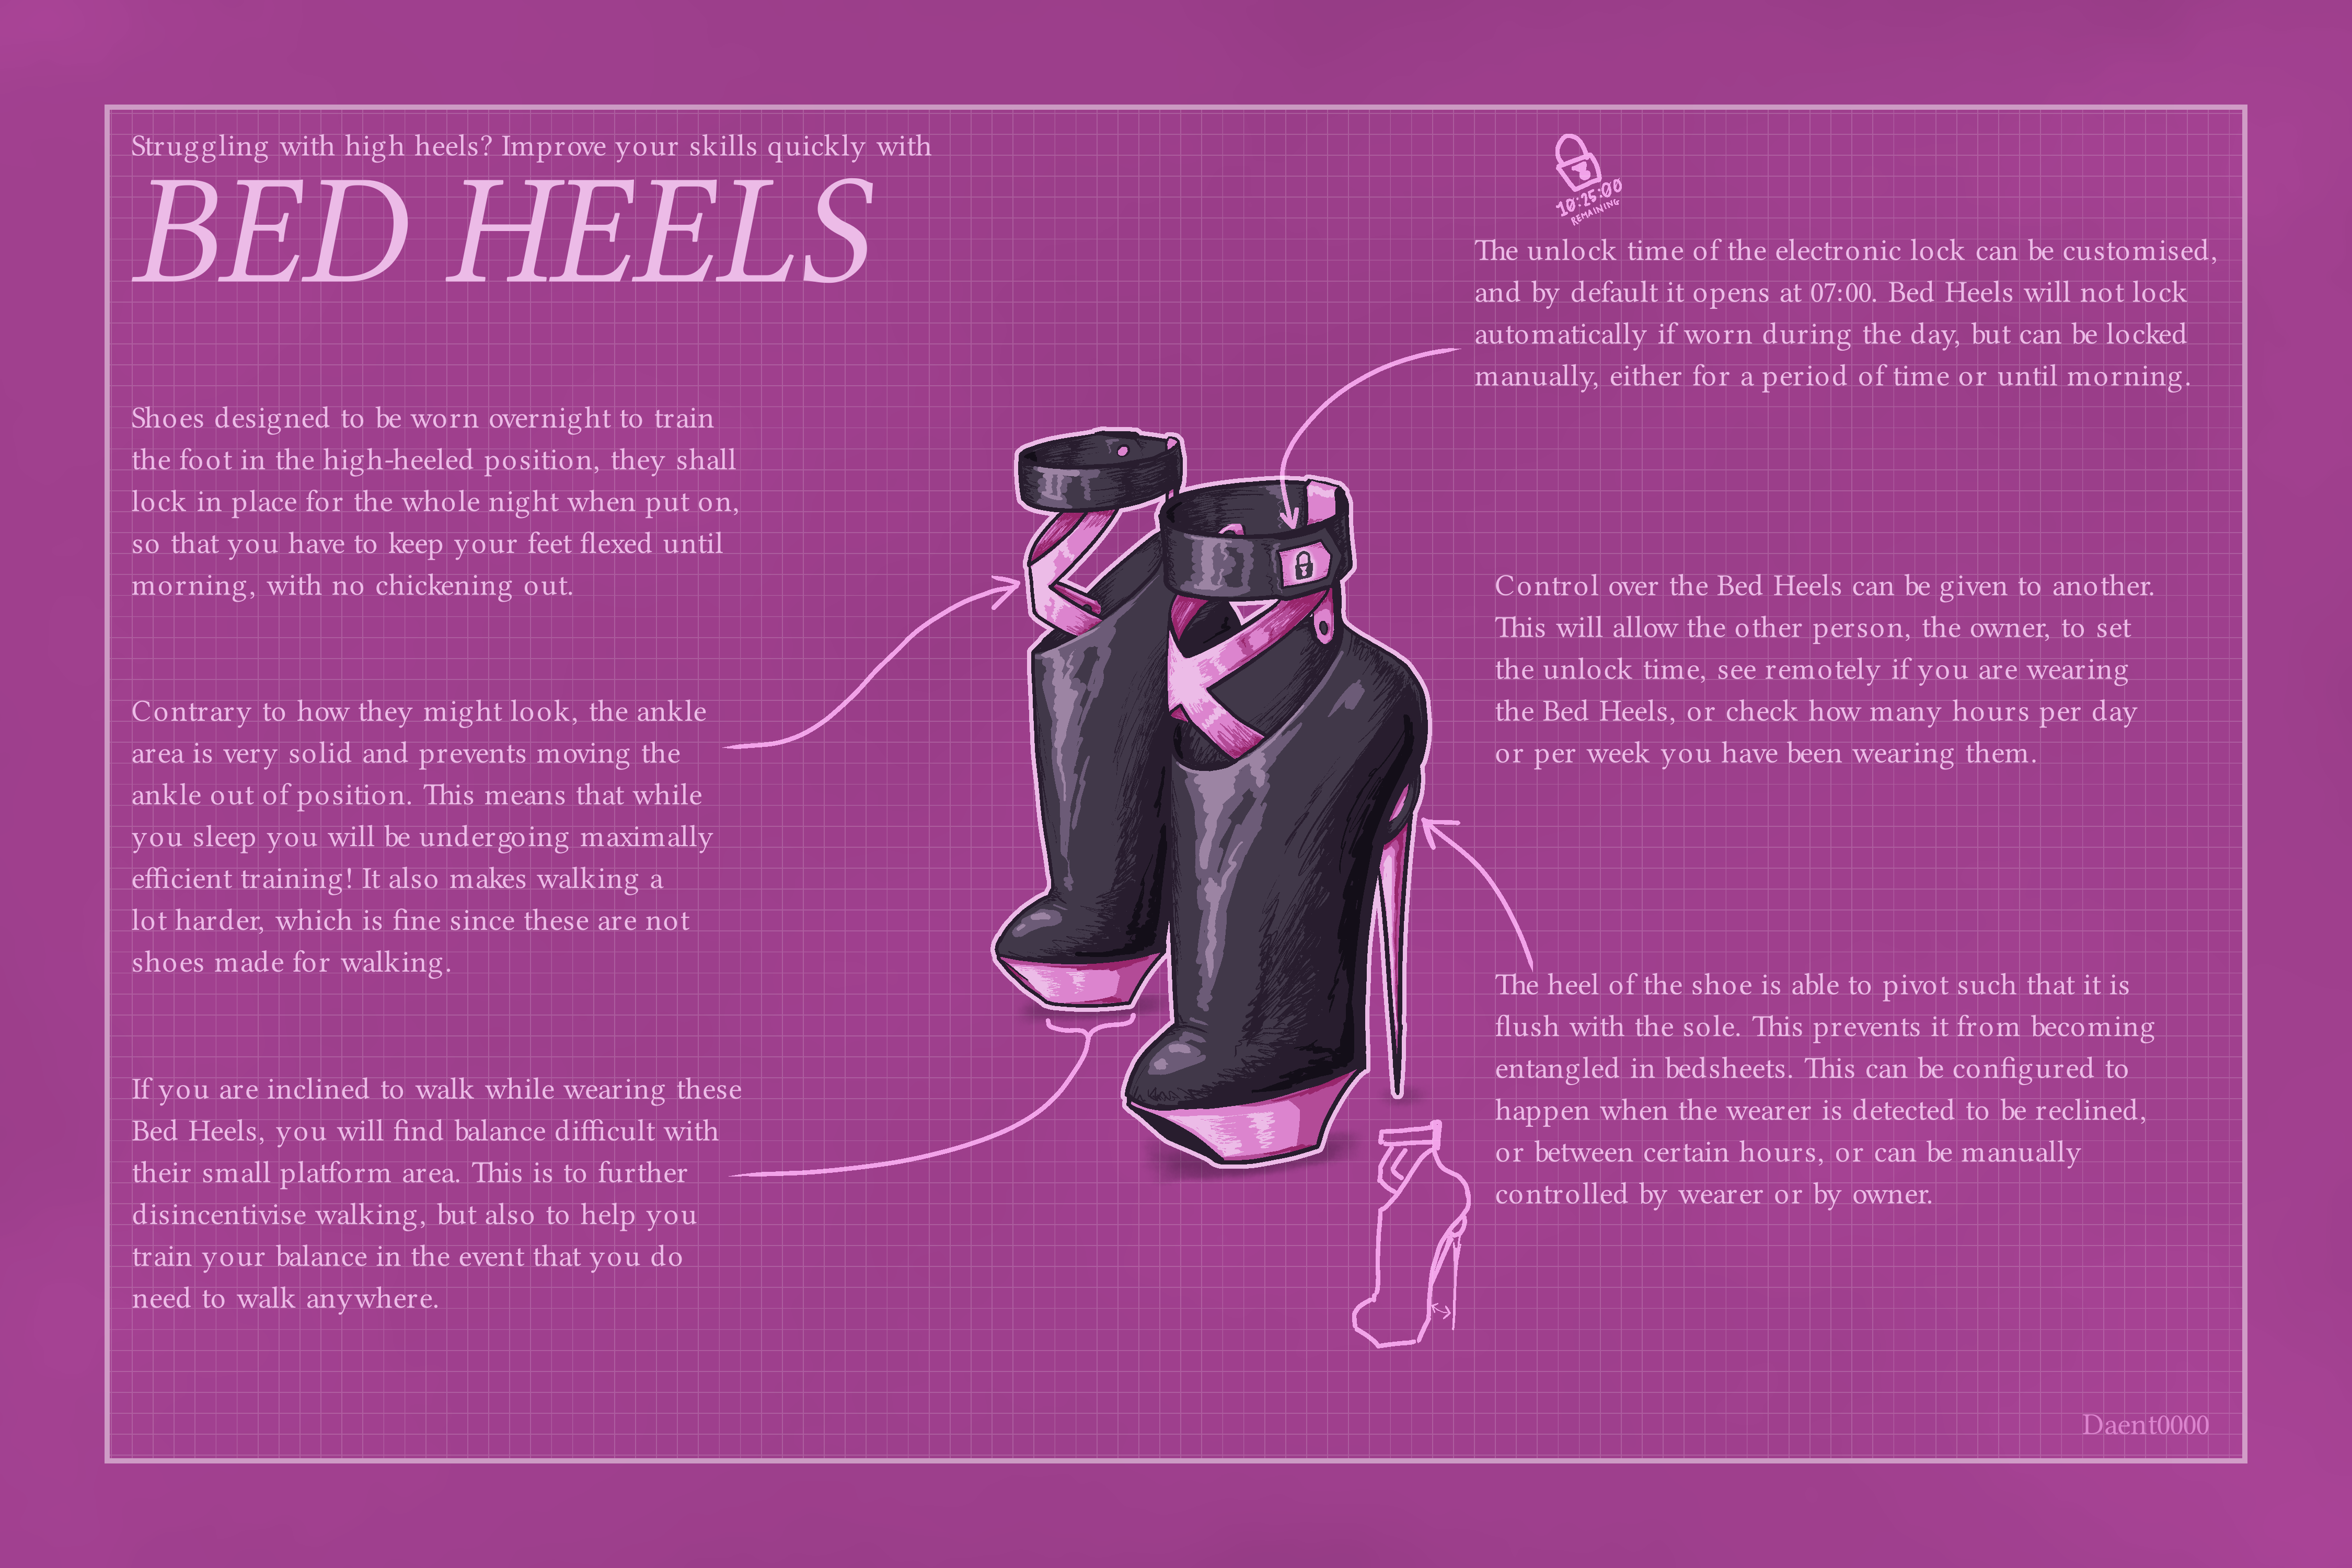 Struggling with high heels? Improve your skills quickly with
BED HEELS
Shoes designed to be worn overnight to train
the foot in the high-heeled position, they shall
lock in place for the whole night when put on,
so that you have to keep your feet flexed until
morning, with no chickening out.
Contrary to how they might look, the ankle
area is very solid and prevents moving the
ankle out of position. This means that while
you sleep you will be undergoing maximally
efficient training! It also makes walking a
lot harder, which is fine since these are not
shoes made for walking.
If you are inclined to walk while wearing these
Bed Heels, you will find balance difficult with
their small platform area. This is to further
disincentivise walking, but also to help you
train your balance in the event that you do
need to walk anywhere.
10:25:00
REMAINING
The unlock time of the electronic lock can be customised,
and by default it opens at 07:00. Bed Heels will not lock
automatically if worn during the day, but can be locked
manually, either for a period of time or until morning.
Control over the Bed Heels can be given to another.
This will allow the other person, the owner, to set
the unlock time, see remotely if you are wearing
the Bed Heels, or check how many hours per day
or per week you have been wearing them.
The heel of the shoe is able to pivot such that it is
flush with the sole. This prevents it from becoming
entangled in bedsheets. This can be configured to
happen when the wearer is detected to be reclined,
or between certain hours, or can be manually
controlled by wearer or by owner.
Daent0000